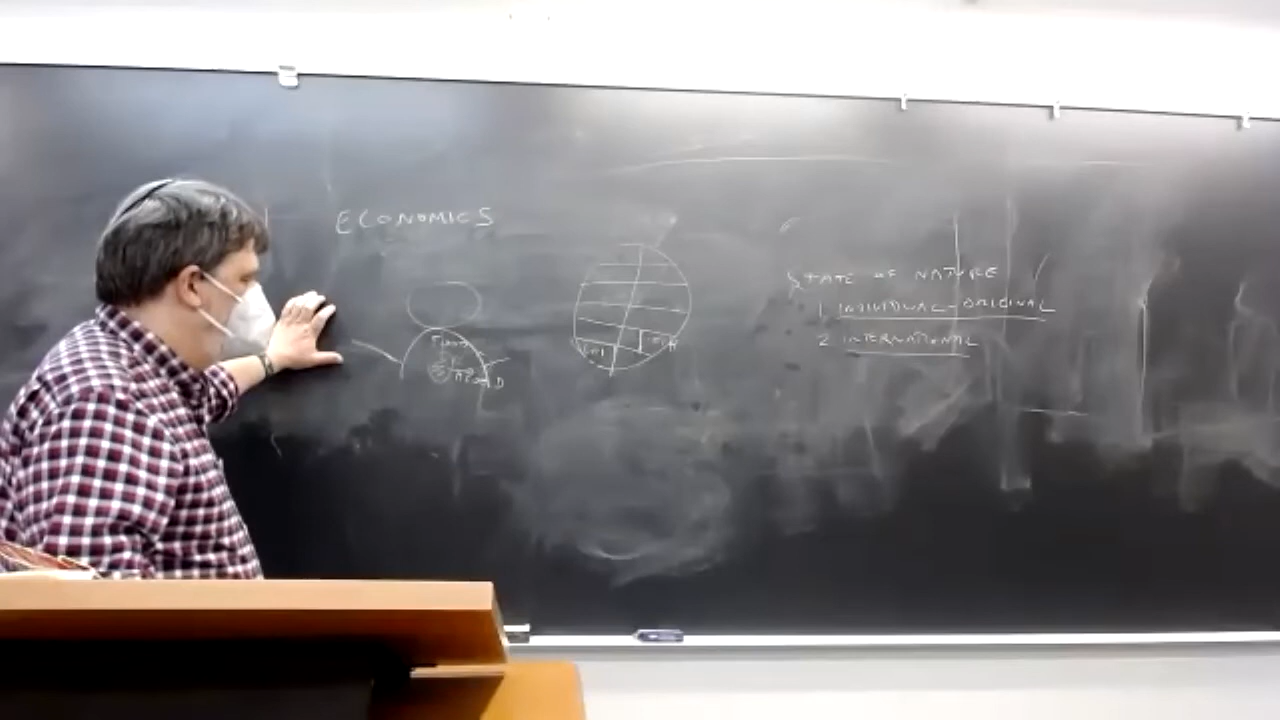 ECONOMICS
STATE OF NATURE
1 INDIVIDUAL - ORIGINAL
2 INTERNATIONAL